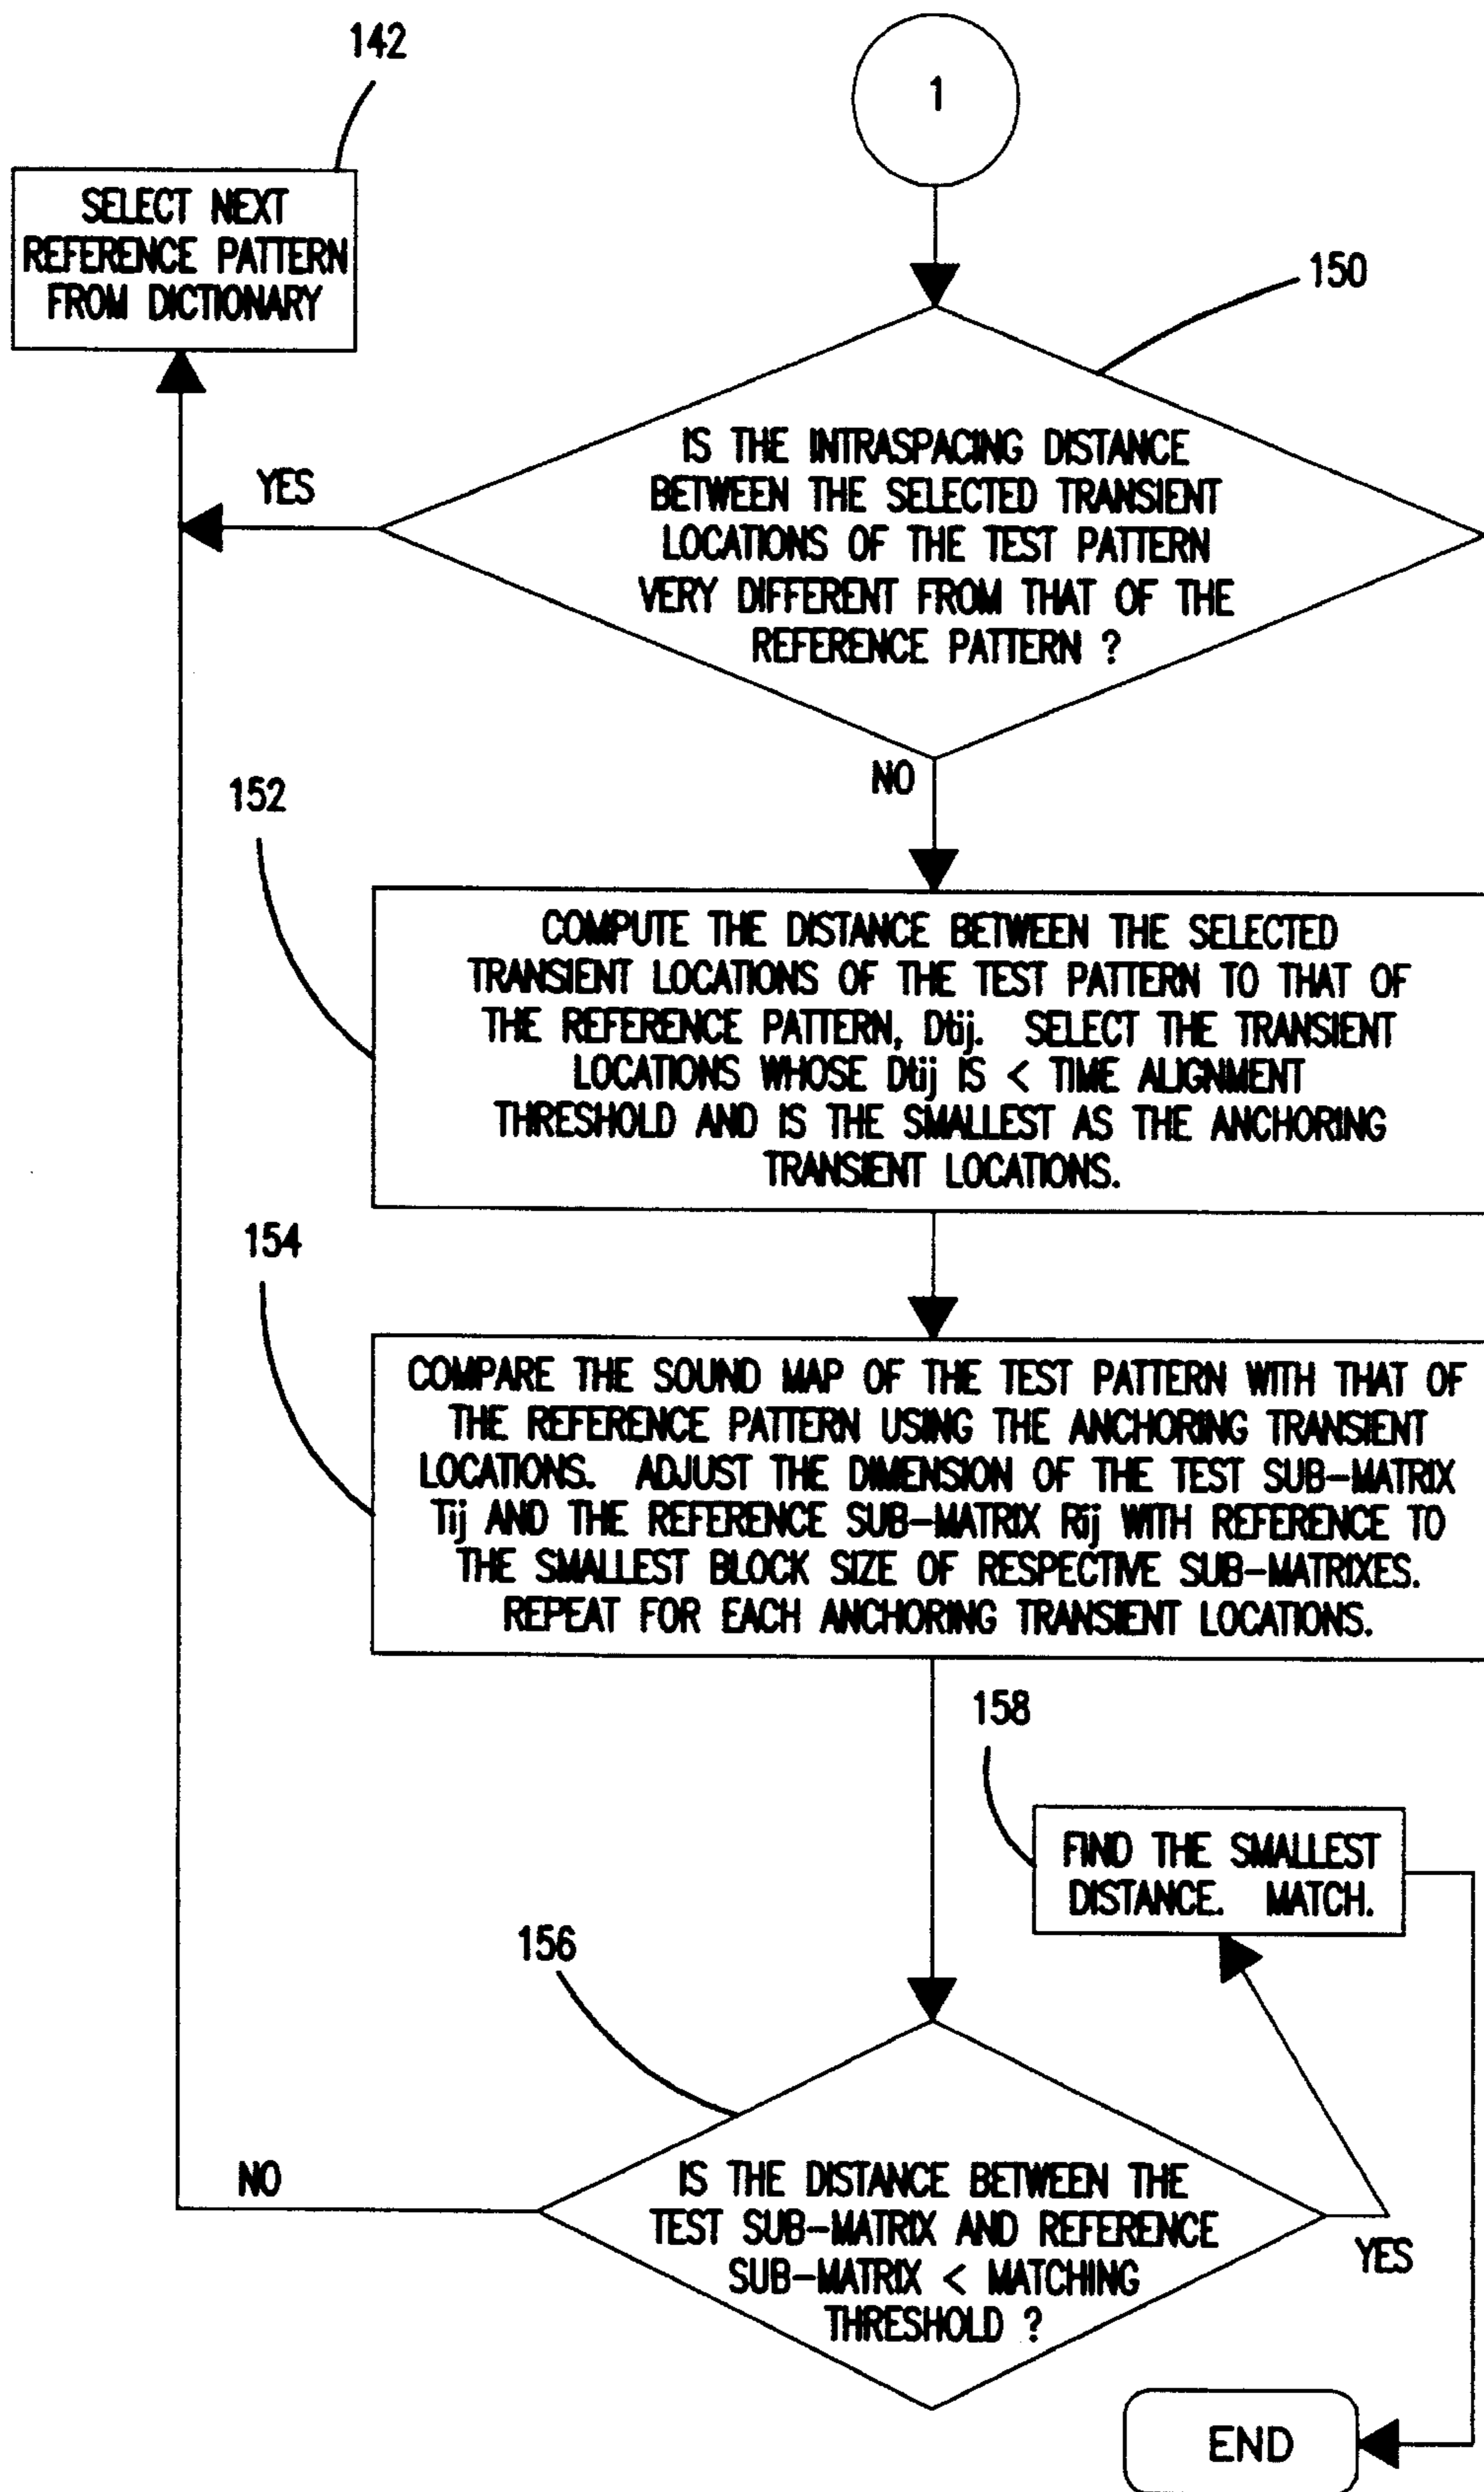 142
1
SELECT NEXT
REFERENCE PATTERN
FROM DICTIONARY
150
IS THE INTRASPACING DISTANCE
BETWEEN THE SELECTED TRANSIENT
LOCATIONS OF THE TEST PATTERN
VERY DIFFERENT FROM THAT OF THE
REFERENCE PATTERN ?
YES
NO
152
COMPUTE THE DISTANCE BETWEEN THE SELECTED
TRANSIENT LOCATIONS OF THE TEST PATTERN TO THAT OF
THE REFERENCE PATTERN, Dtij. SELECT THE TRANSIENT
LOCATIONS WHOSE Dtij IS < TIME ALIGNMENT
THRESHOLD AND IS THE SMALLEST AS THE ANCHORING
TRANSIENT LOCATIONS.
154
COMPARE THE SOUND MAP OF THE TEST PATTERN WITH THAT OF
THE REFERENCE PATTERN USING THE ANCHORING TRANSIENT
LOCATIONS. ADJUST THE DIMENSION OF THE TEST SUB-MATRIX
Tij AND THE REFERENCE SUB-MATRIX Rij WITH REFERENCE TO
THE SMALLEST BLOCK SIZE OF RESPECTIVE SUB-MATRIXES.
REPEAT FOR EACH ANCHORING TRANSIENT LOCATIONS.
158
FIND THE SMALLEST
DISTANCE. MATCH.
156
NO
IS THE DISTANCE BETWEEN THE
TEST SUB-MATRIX AND REFERENCE
SUB-MATRIX < MATCHING
THRESHOLD ?
YES
END